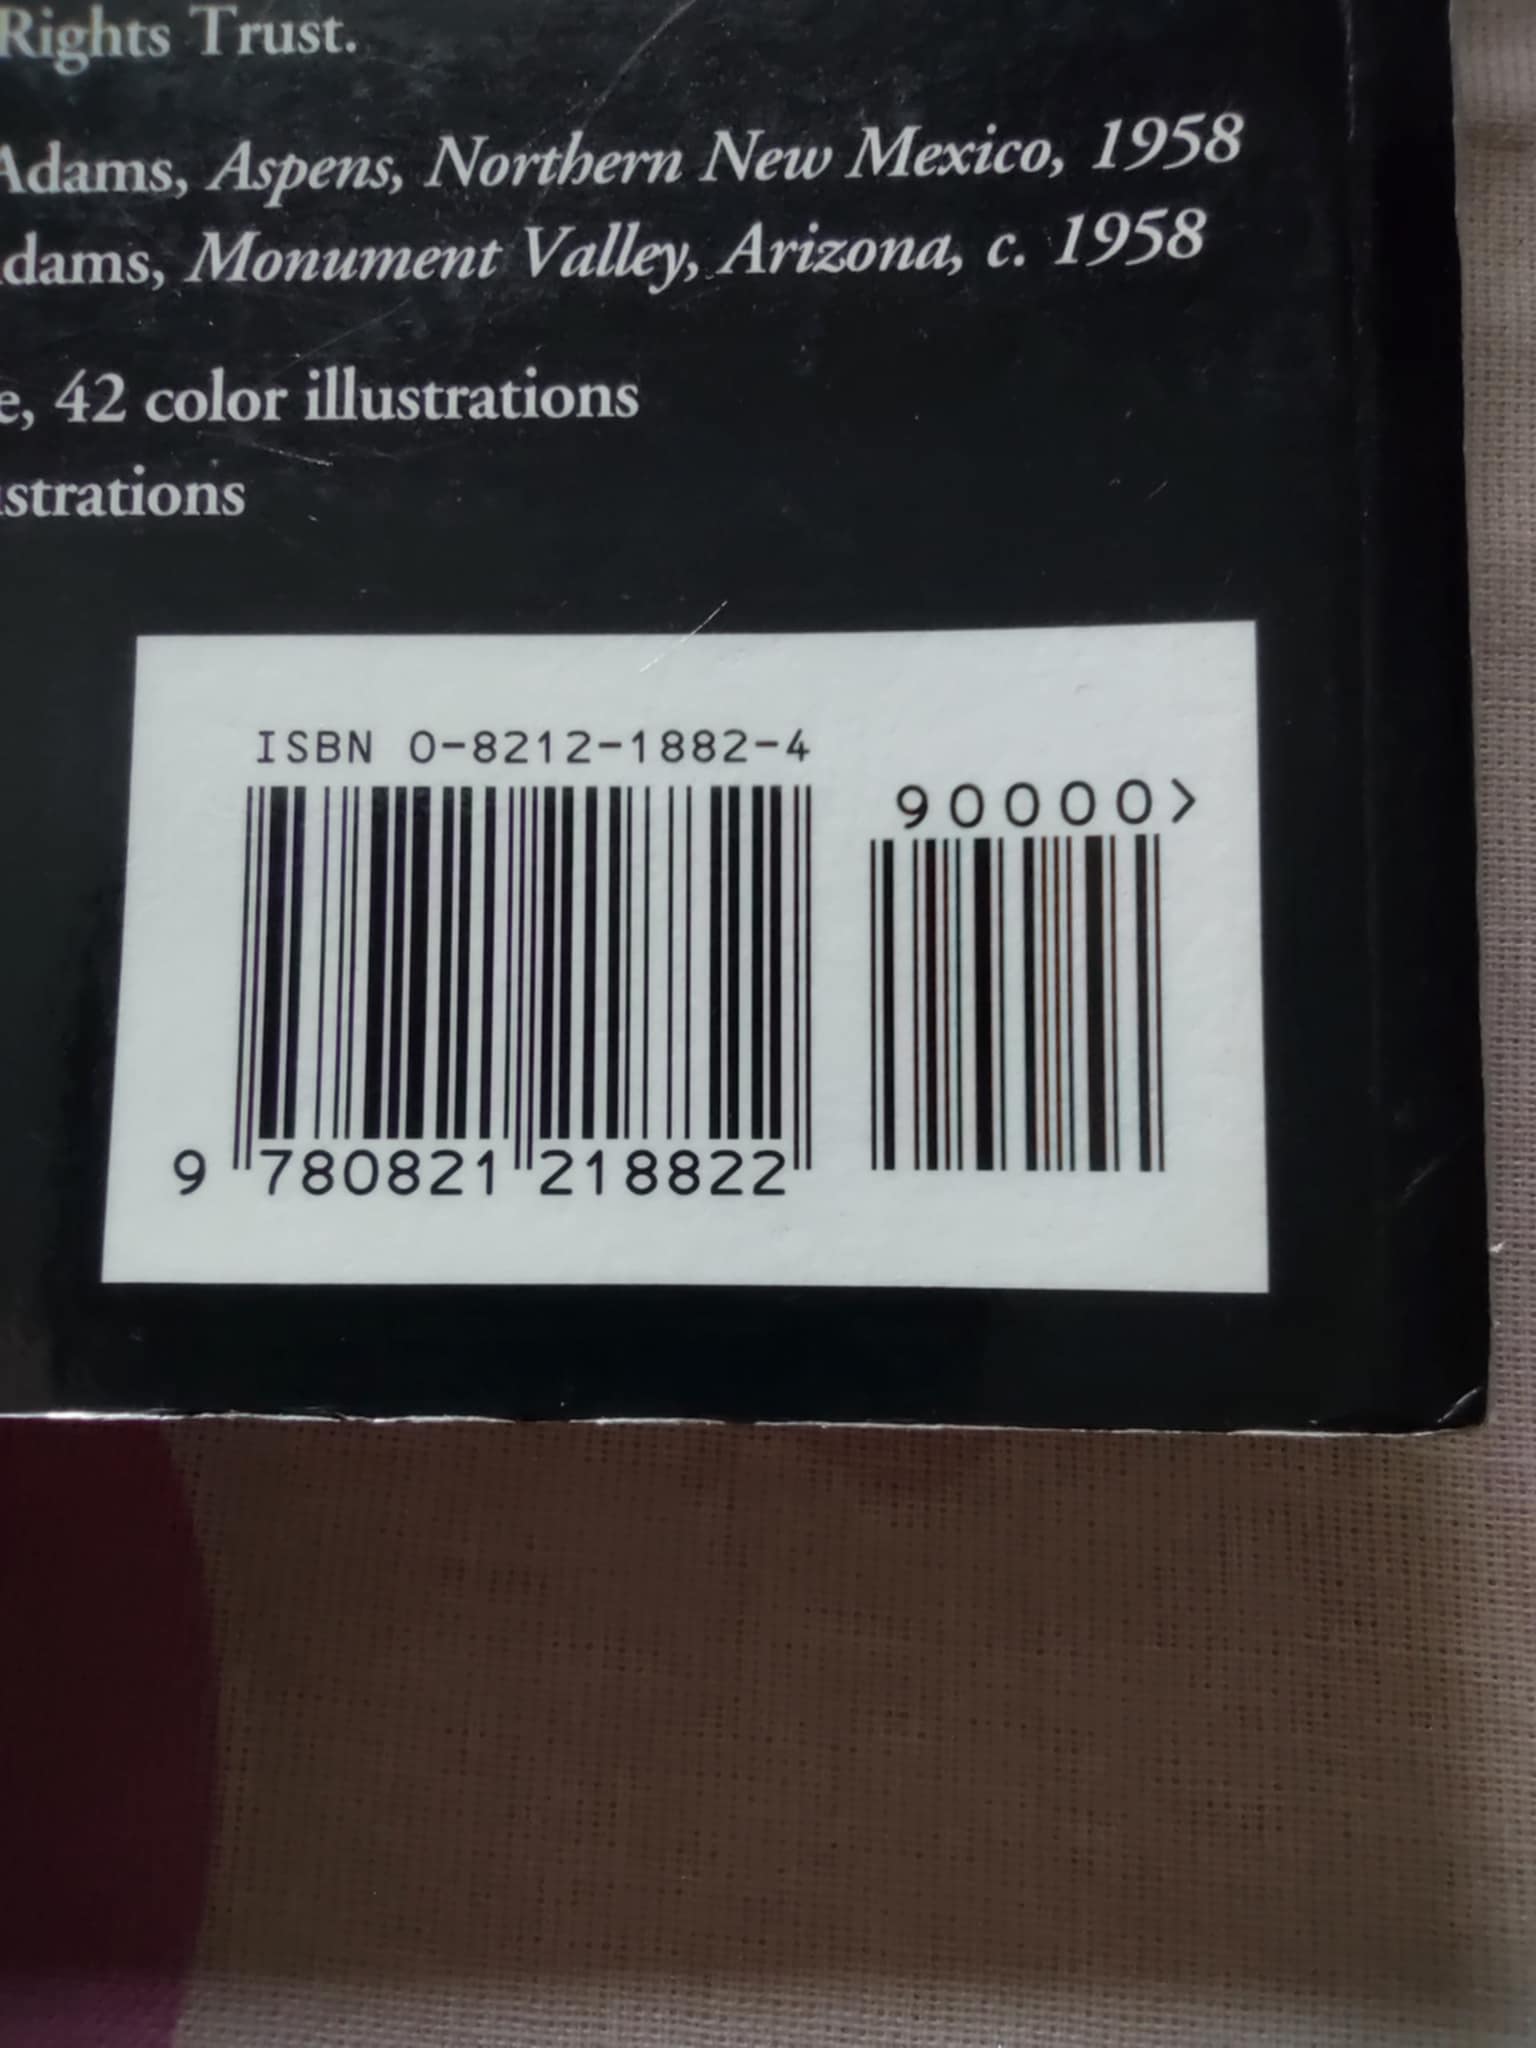 Rights Trust.
Adams, Aspens, Northern New Mexico, 1958
dams, Monument Valley, Arizona, c. 1958
e, 42 color illustrations
strations
ISBN 0-8212-1882-4
90000>
9 780821 218822